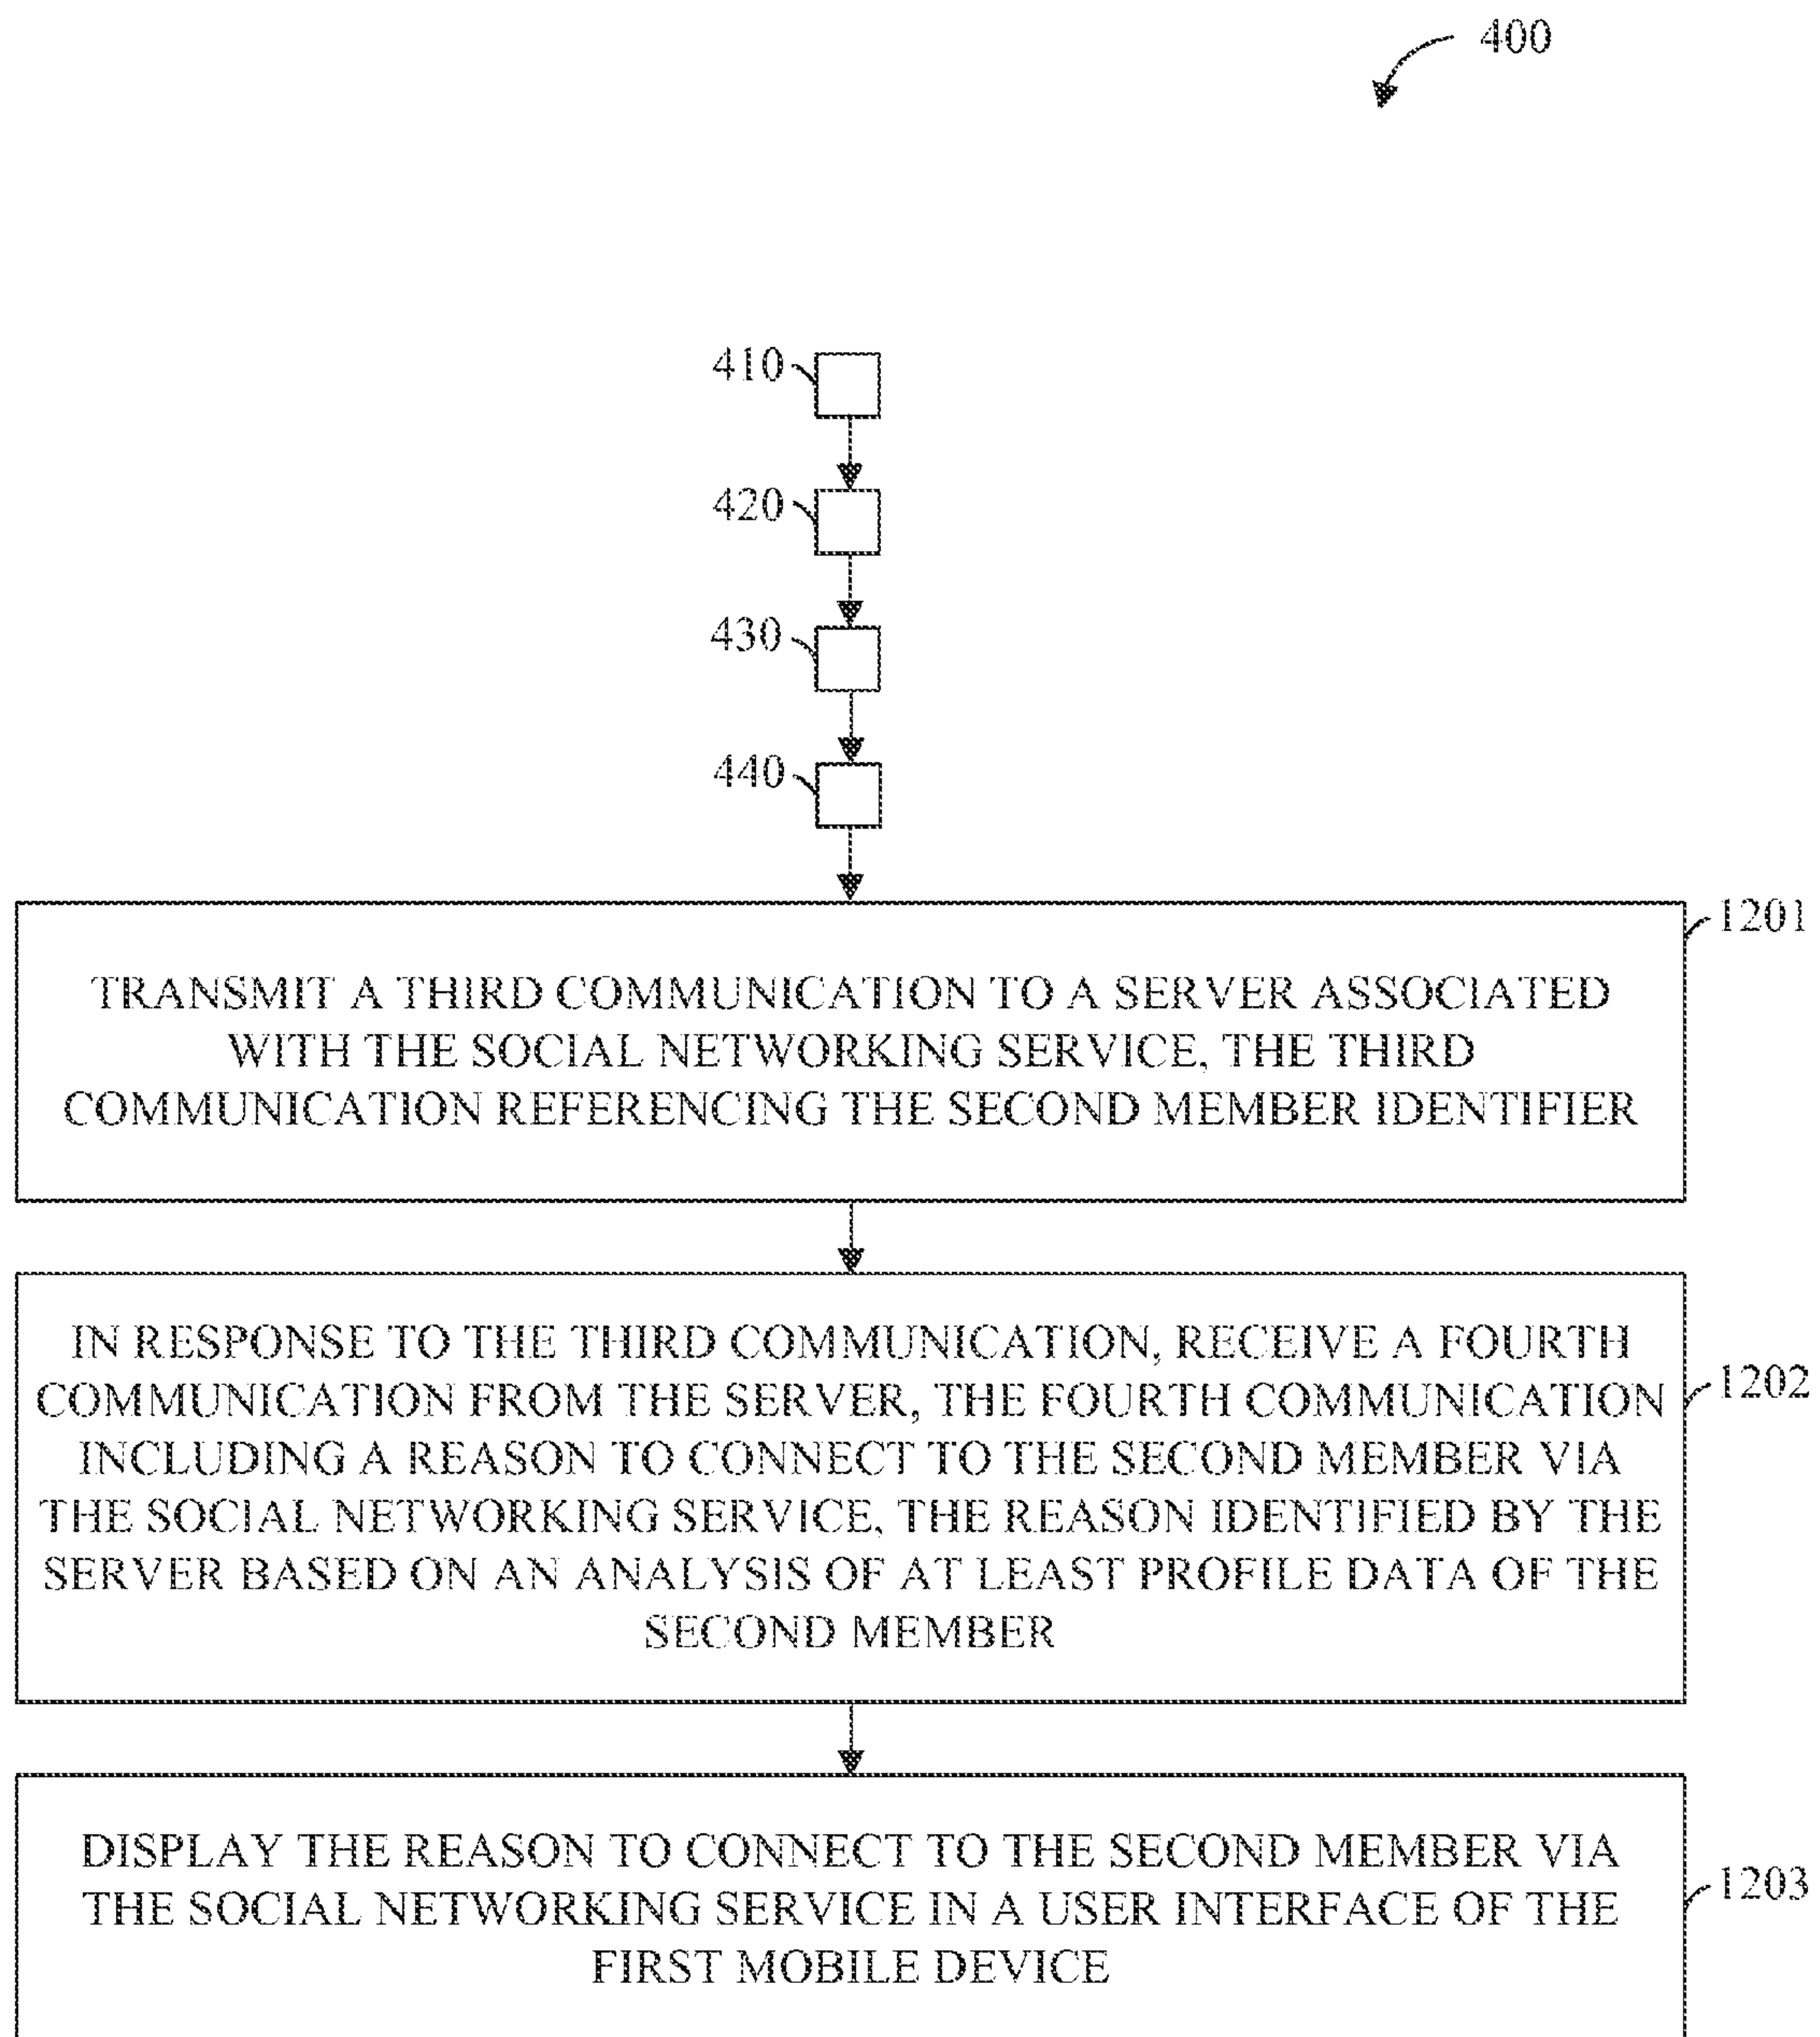 400
410
420
430
440
1201
TRANSMIT A THIRD COMMUNICATION TO A SERVER ASSOCIATED
WITH THE SOCIAL NETWORKING SERVICE, THE THIRD
COMMUNICATION REFERENCING THE SECOND MEMBER IDENTIFIER
IN RESPONSE TO THE THIRD COMMUNICATION, RECEIVE A FOURTH
COMMUNICATION FROM THE SERVER, THE FOURTH COMMUNICATION
1202
INCLUDING A REASON TO CONNECT TO THE SECOND MEMBER VIA
THE SOCIAL NETWORKING SERVICE, THE REASON IDENTIFIED BY THE
SERVER BASED ON AN ANALYSIS OF AT LEAST PROFILE DATA OF THE
SECOND MEMBER
DISPLAY THE REASON TO CONNECT TO THE SECOND MEMBER VIA
1203
THE SOCIAL NETWORKING SERVICE IN A USER INTERFACE OF THE
FIRST MOBILE DEVICE